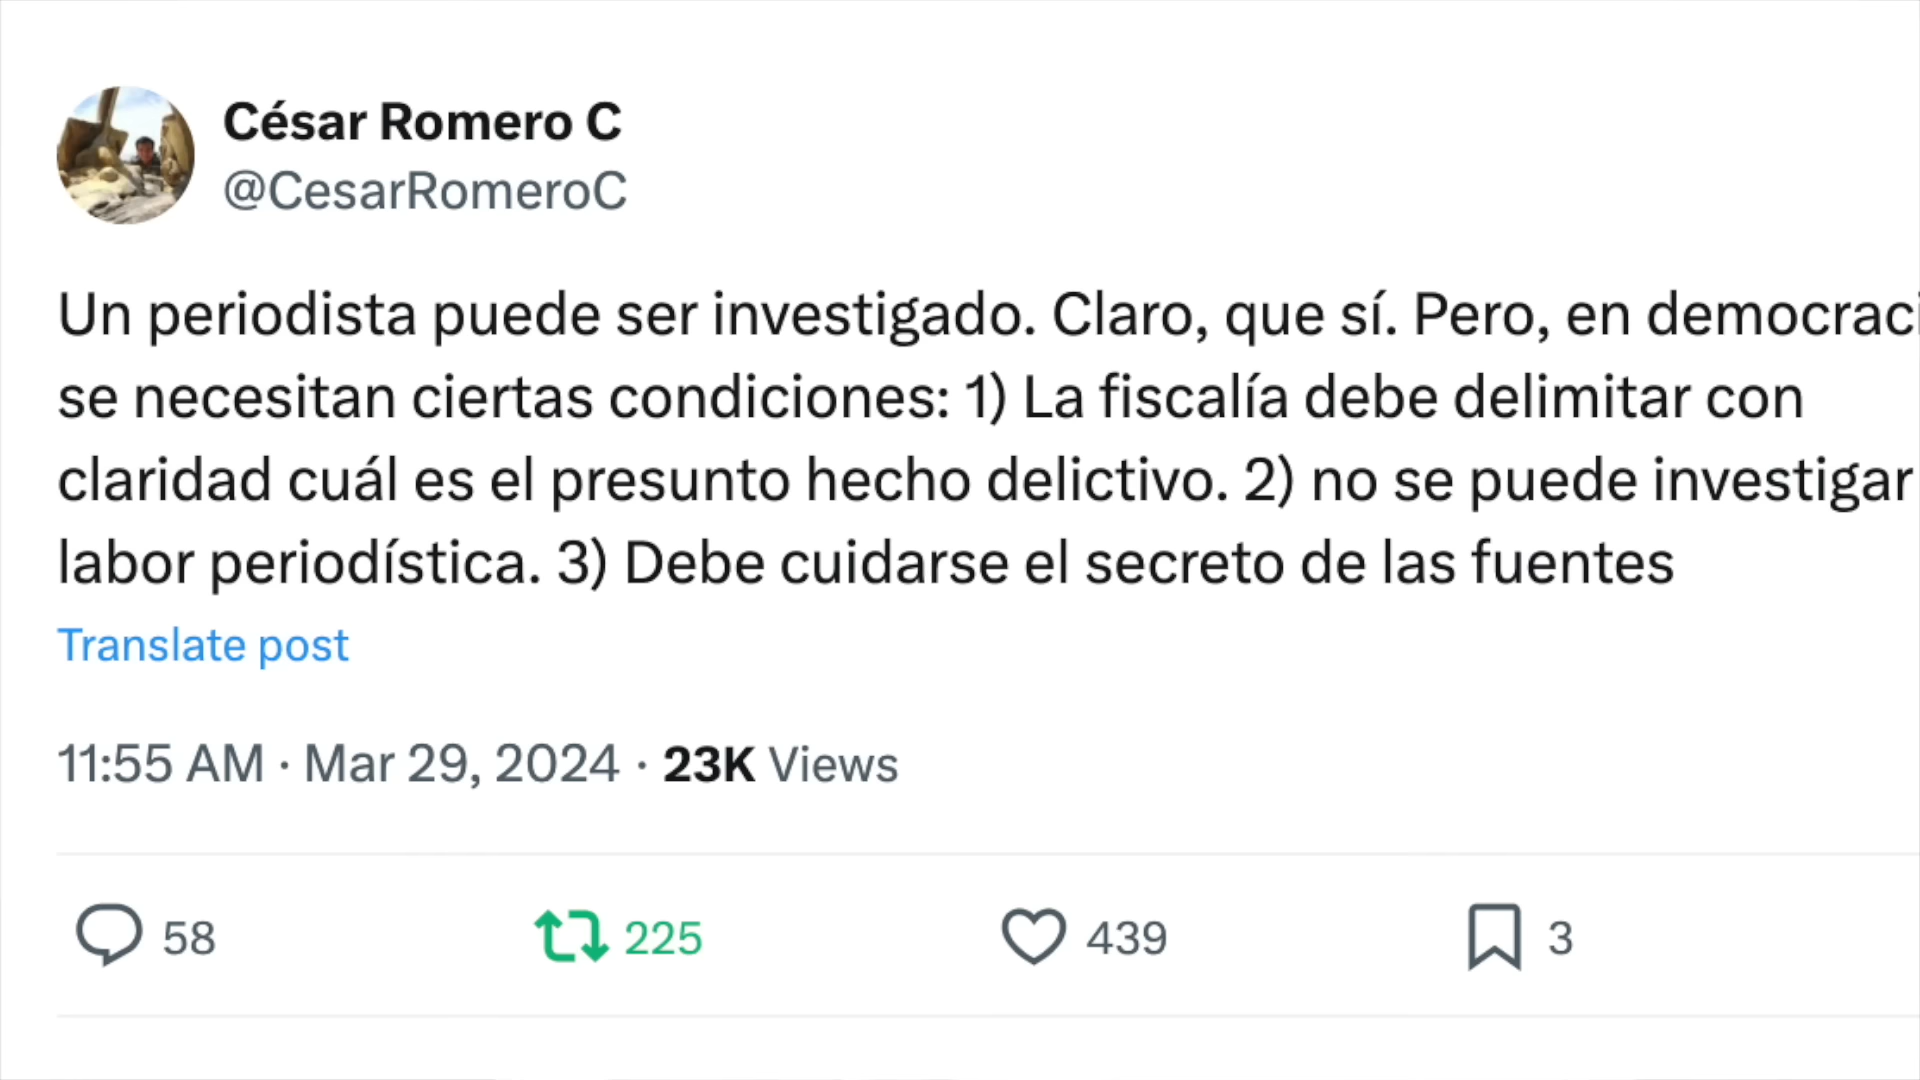 César Romero C
@CesarRomeroC
Un periodista puede ser investigado. Claro, que sí. Pero, en democraci
se necesitan ciertas condiciones: 1) La fiscalía debe delimitar con
claridad cuál es el presunto hecho delictivo. 2) no se puede investigar
labor periodística. 3) Debe cuidarse el secreto de las fuentes
Translate post
11:55 AM · Mar 29, 2024 · 23K Views
58 225 439 3